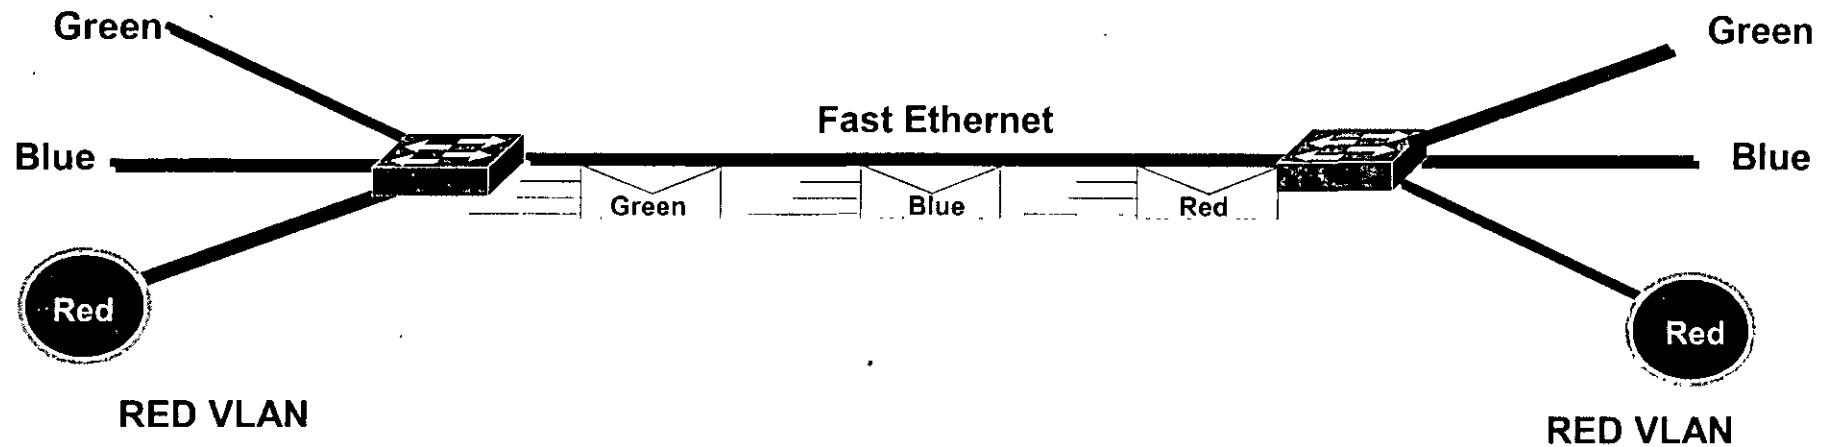 Green
Green
Fast Ethernet
Blue
Blue
Green
Blue
Red
Red
Red
RED VLAN
RED VLAN